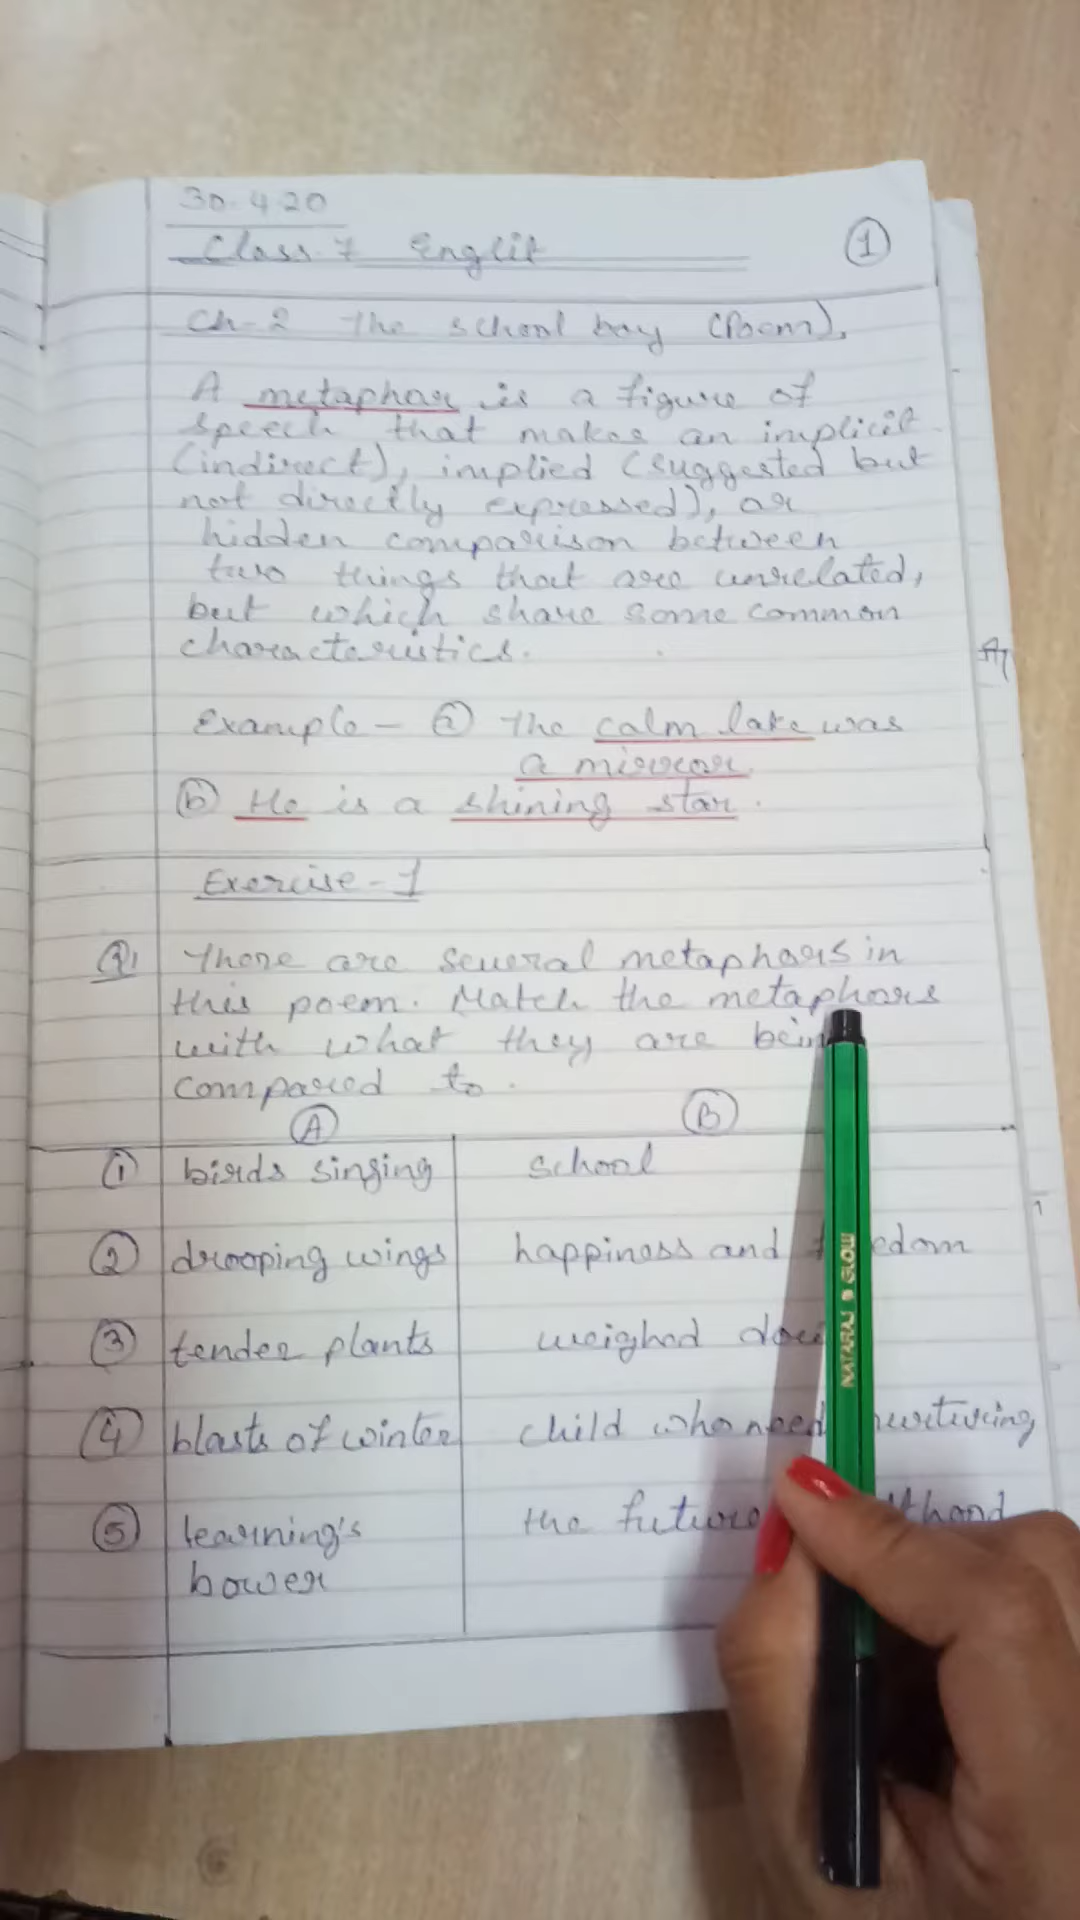 30.4.20
Class-7 English
1
Ch-2 The school boy (Poem).
A metaphor is a figure of
speech that makes an implicit
(indirect), implied (suggested but
not directly expressed), or
hidden comparison between
two things that are unrelated,
but which share some common
characteristics.
Example - a The calm lake was
a mirror.
b He is a shining star.
Exercise-1
Q1 There are several metaphors in
this poem. Match the metaphors
with what they are
compared to.
A B
1 birds singing school
2 drooping wings happiness and
3 tender plants weighed
4 blasts of winter child who need nurturing
5 learning's the future
bower
NATARAJ GLOW